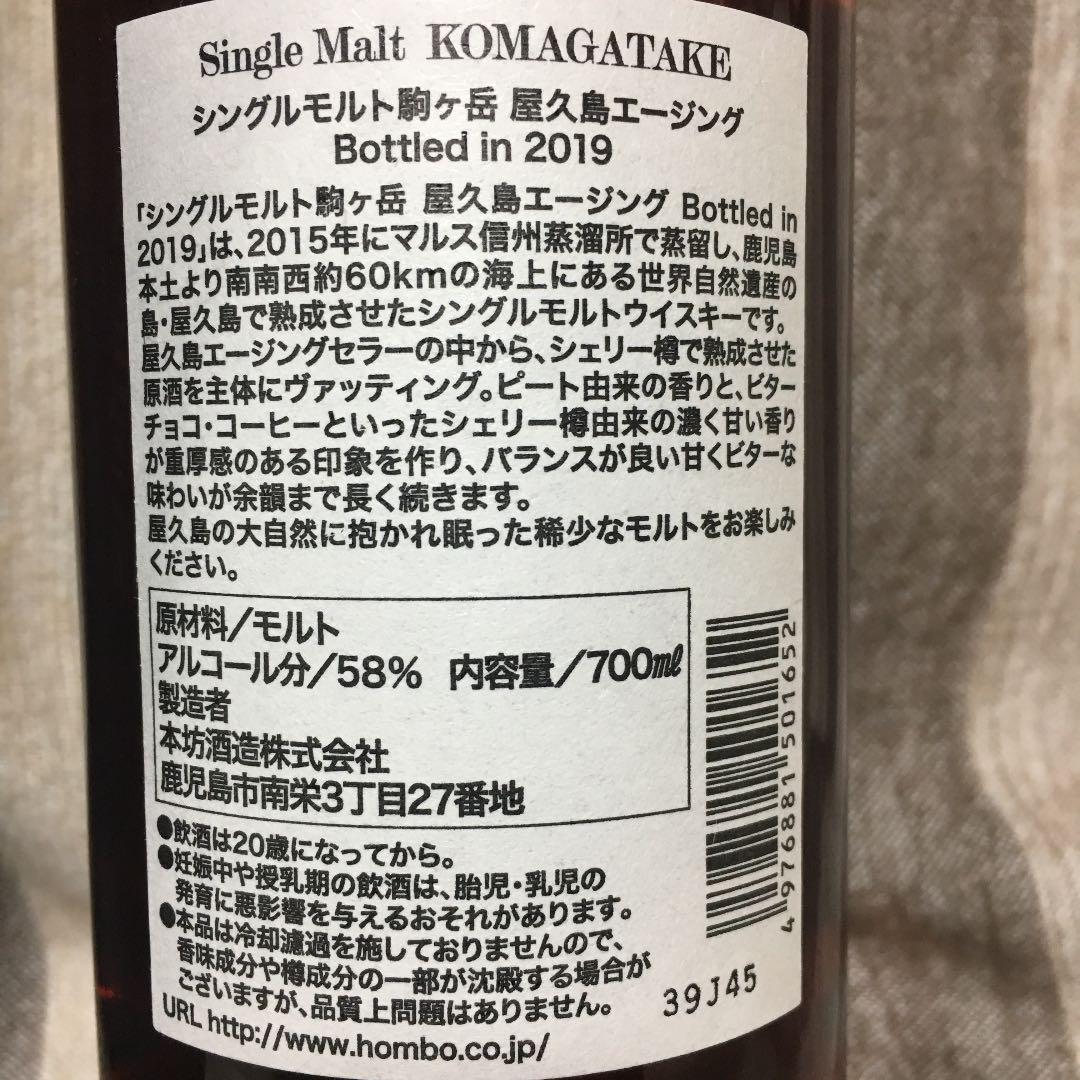 Single Malt KOMAGATAKE
シングルモルト駒ヶ岳 屋久島エージング
Bottled in 2019
「シングルモルト駒ヶ岳 屋久島エージング Bottled in
2019」は、2015年にマルス信州蒸溜所で蒸留し、鹿児島
本土より南南西約60kmの海上にある世界自然遺産の
島・屋久島で熟成させたシングルモルトウイスキーです。
屋久島エージングセラーの中から、シェリー樽で熟成させた
原酒を主体にヴァッティング。ピート由来の香りと、ビター
チョコ・コーヒーといったシェリー樽由来の濃く甘い香り
が重厚感のある印象を作り、バランスが良い甘くビターな
味わいが余韻まで長く続きます。
屋久島の大自然に抱かれ眠った稀少なモルトをお楽しみ
ください。
原材料/モルト
アルコール分/58% 内容量/700ml
製造者
本坊酒造株式会社
鹿児島市南栄3丁目27番地
●飲酒は20歳になってから。
●妊娠中や授乳期の飲酒は、胎児・乳児の
発育に悪影響を与えるおそれがあります。
●本品は冷却濾過を施しておりませんので、
香味成分や樽成分の一部が沈殿する場合が
ございますが、品質上問題はありません。
URL http://www.hombo.co.jp/
4 976881 501652
39J45